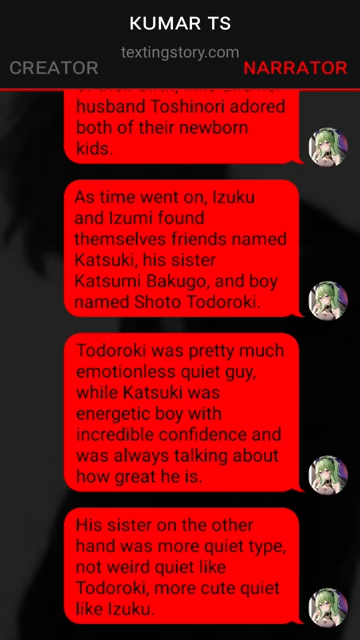 KUMAR TS
textingstory.com
CREATOR
NARRATOR
husband Toshinori adored
both of their newborn
kids.
As time went on, Izuku
and Izumi found
themselves friends named
Katsuki, his sister
Katsumi Bakugo, and boy
named Shoto Todoroki.
Todoroki was pretty much
emotionless quiet guy,
while Katsuki was
energetic boy with
incredible confidence and
was always talking about
how great he is.
His sister on the other
hand was more quiet type,
not weird quiet like
Todoroki, more cute quiet
like Izuku.